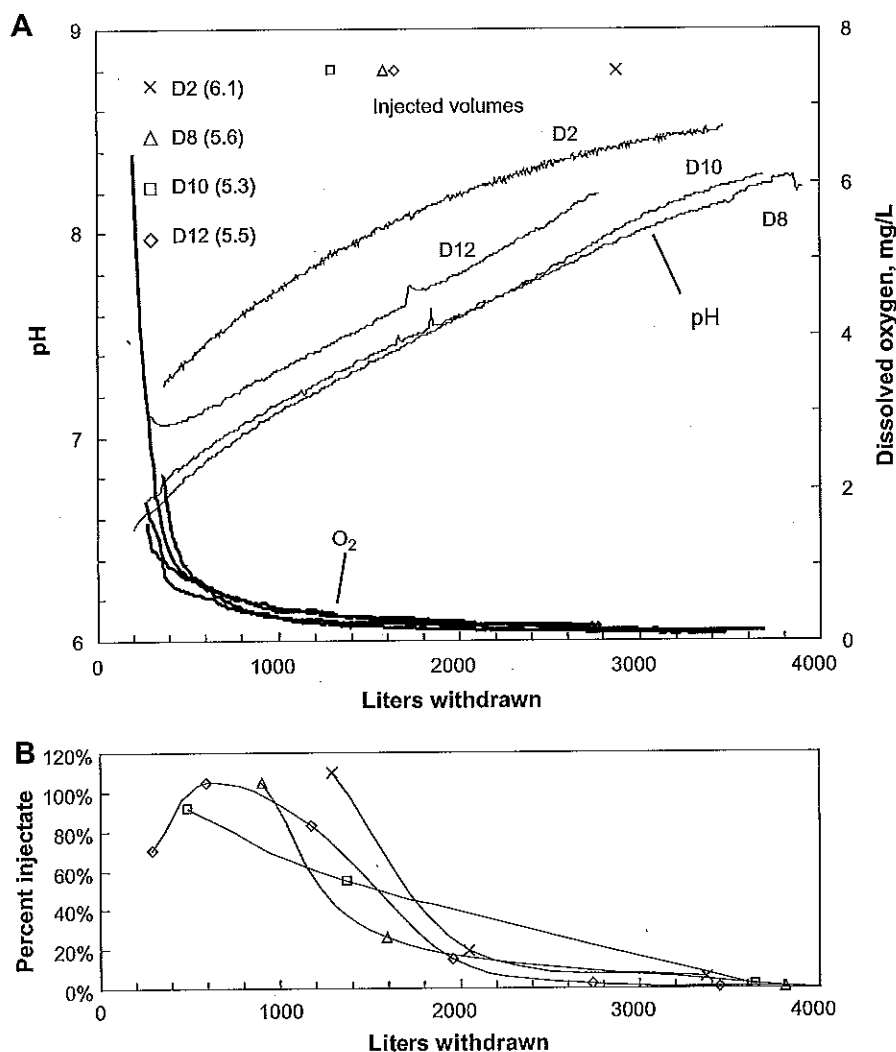 A
9
8
7
6
pH
× D2 (6.1)
△ D8 (5.6)
□ D10 (5.3)
◇ D12 (5.5)
Injected volumes
D2
D10
D12
D8
pH
O₂
8
6
4
2
0
Dissolved oxygen, mg/L
0 1000 2000 3000 4000
Liters withdrawn
B
120%
100%
80%
60%
40%
20%
0%
Percent injectate
0 1000 2000 3000 4000
Liters withdrawn